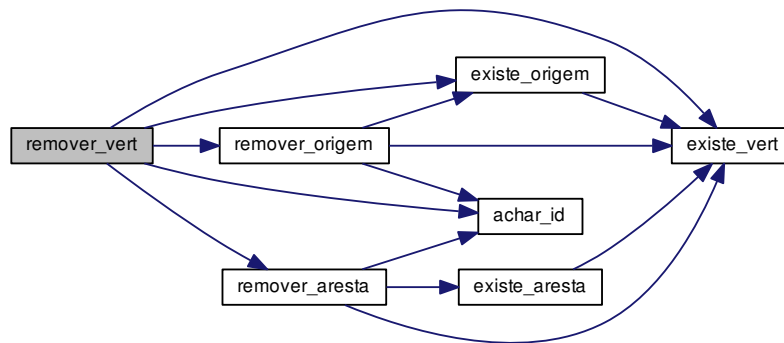 remover_vert
existe_origem
remover_origem
existe_vert
achar_id
remover_aresta
existe_aresta